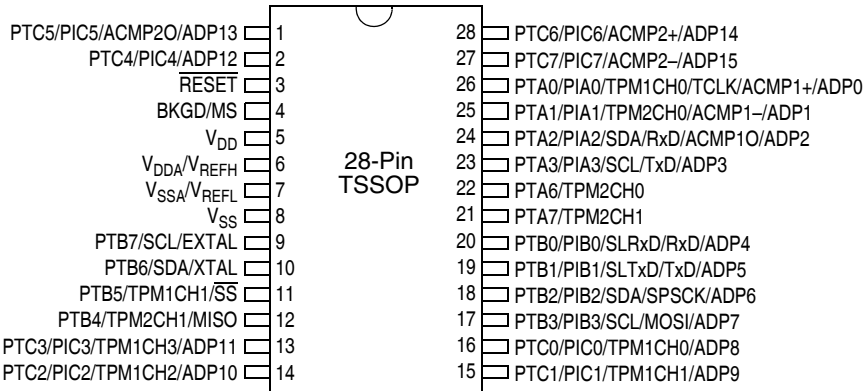 PTC5/PIC5/ACMP2O/ADP13 1 28 PTC6/PIC6/ACMP2+/ADP14
PTC4/PIC4/ADP12 2 27 PTC7/PIC7/ACMP2–/ADP15
RESET 3 26 PTA0/PIA0/TPM1CH0/TCLK/ACMP1+/ADP0
BKGD/MS 4 25 PTA1/PIA1/TPM2CH0/ACMP1–/ADP1
VDD 5 24 PTA2/PIA2/SDA/RxD/ACMP1O/ADP2
VDDA/VREFH 6 28-Pin 23 PTA3/PIA3/SCL/TxD/ADP3
VSSA/VREFL 7 TSSOP 22 PTA6/TPM2CH0
VSS 8 21 PTA7/TPM2CH1
PTB7/SCL/EXTAL 9 20 PTB0/PIB0/SLRxD/RxD/ADP4
PTB6/SDA/XTAL 10 19 PTB1/PIB1/SLTxD/TxD/ADP5
PTB5/TPM1CH1/SS 11 18 PTB2/PIB2/SDA/SPSCK/ADP6
PTB4/TPM2CH1/MISO 12 17 PTB3/PIB3/SCL/MOSI/ADP7
PTC3/PIC3/TPM1CH3/ADP11 13 16 PTC0/PIC0/TPM1CH0/ADP8
PTC2/PIC2/TPM1CH2/ADP10 14 15 PTC1/PIC1/TPM1CH1/ADP9